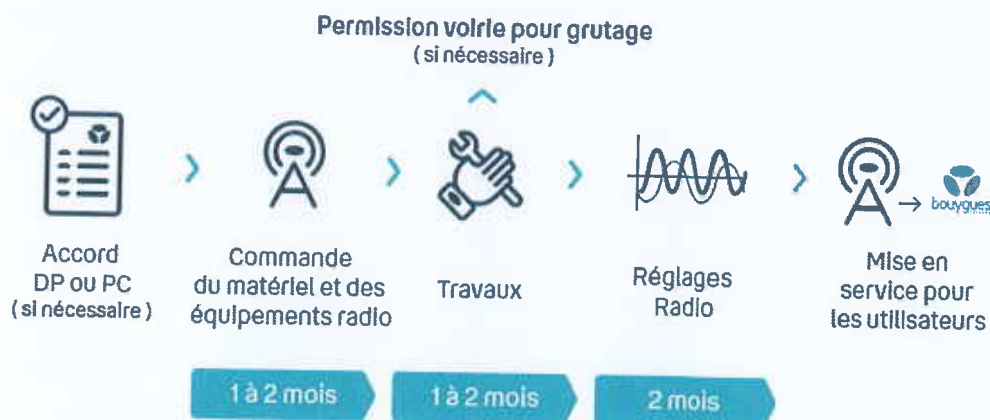 Permission voirie pour grutage
( si nécessaire )
Accord
DP ou PC
( si nécessaire )
Commande
du matériel et des
équipements radio
Travaux
Réglages
Radio
bouygues
Mise en
service pour
les utilisateurs
1 à 2 mois
1 à 2 mois
2 mois